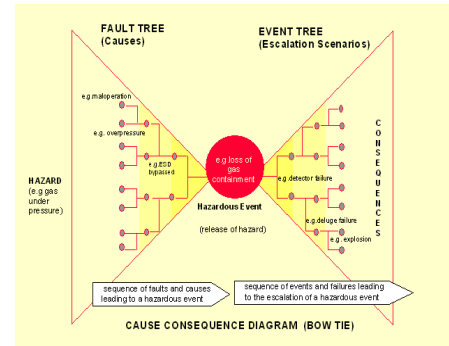 FAULT TREE
(Causes)
EVENT TREE
(Escalation Scenarios)
e.g.maloperation
e.g. overpressure
e.g.ESD
bypassed
HAZARD
(e.g gas
under
pressure)
e.g.loss of
gas
containment
Hazardous Event
(release of hazard)
e.g.detector failure
e.g.deluge failure
e.g. explosion
CONSEQUENCES
sequence of faults and causes
leading to a hazardous event
sequence of events and failures leading
to the escalation of a hazardous event
CAUSE CONSEQUENCE DIAGRAM (BOW TIE)